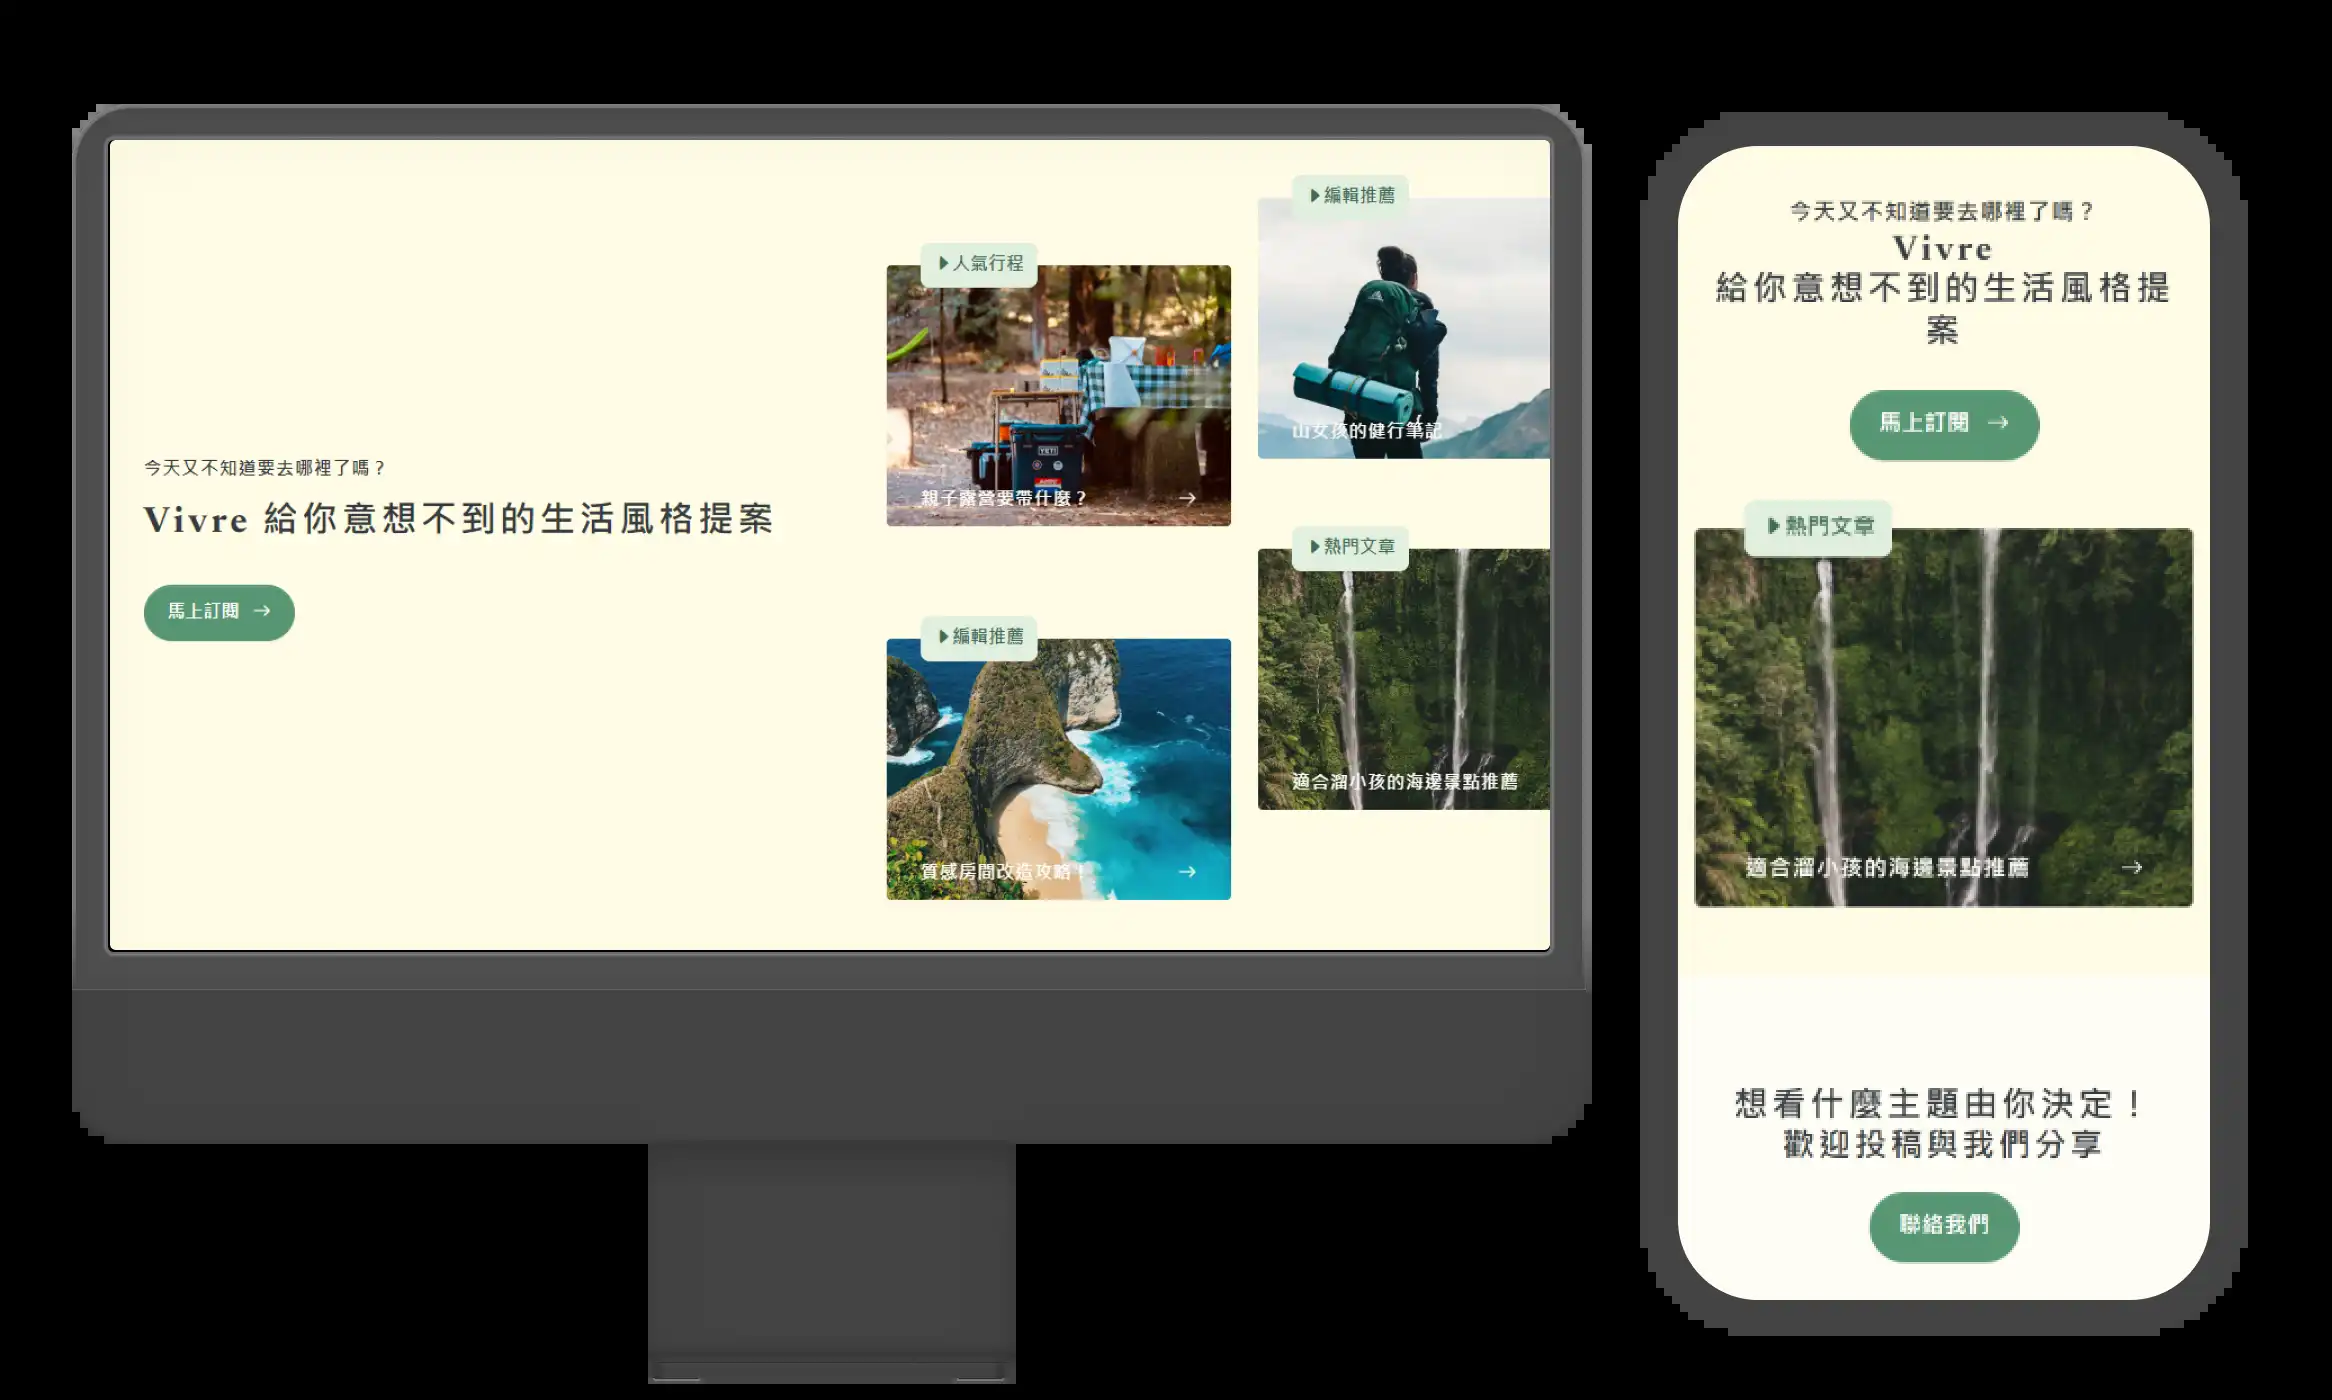 今天又不知道要去哪裡了嗎？
Vivre 給你意想不到的生活風格提案
馬上訂閱 →
人氣行程
YETI
親子露營要帶什麼？ →
編輯推薦
質感房間改造攻略！ →
編輯推薦
山女孩的健行筆記
熱門文章
適合溜小孩的海邊景點推薦
今天又不知道要去哪裡了嗎？
Vivre
給你意想不到的生活風格提
案
馬上訂閱 →
熱門文章
適合溜小孩的海邊景點推薦 →
想看什麼主題由你決定！
歡迎投稿與我們分享
聯絡我們